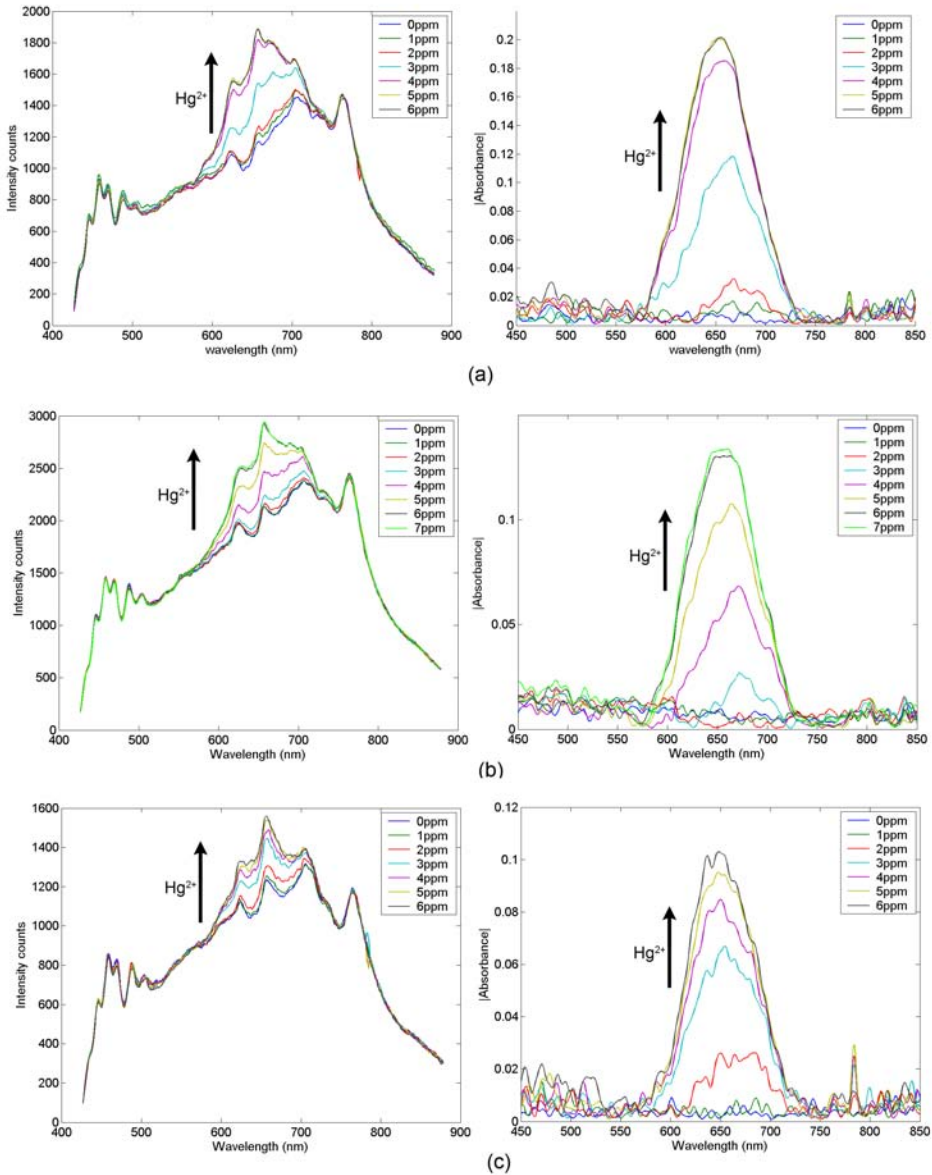 2000
1800
1600
1400
1200
1000
800
600
400
200
0
400 500 600 700 800 900
Intensity counts
wavelength (nm)
Hg²⁺
0ppm
1ppm
2ppm
3ppm
4ppm
5ppm
6ppm
0.2
0.18
0.16
0.14
0.12
0.1
0.08
0.06
0.04
0.02
0
450 500 550 600 650 700 750 800 850
|Absorbance|
wavelength (nm)
Hg²⁺
0ppm
1ppm
2ppm
3ppm
4ppm
5ppm
6ppm
(a)
3000
2500
2000
1500
1000
500
0
400 500 600 700 800 900
Intensity counts
Wavelength (nm)
Hg²⁺
0ppm
1ppm
2ppm
3ppm
4ppm
5ppm
6ppm
7ppm
0.1
0.05
450 500 550 600 650 700 750 800 850
|Absorbance|
Wavelength (nm)
Hg²⁺
0ppm
1ppm
2ppm
3ppm
4ppm
5ppm
6ppm
7ppm
(b)
1600
1400
1200
1000
800
600
400
200
0
400 500 600 700 800 900
Intensity counts
Wavelength (nm)
Hg²⁺
0ppm
1ppm
2ppm
3ppm
4ppm
5ppm
6ppm
0.12
0.1
0.08
0.06
0.04
0.02
0
450 500 550 600 650 700 750 800 850
|Absorbance|
Wavelength (nm)
Hg²⁺
0ppm
1ppm
2ppm
3ppm
4ppm
5ppm
6ppm
(c)